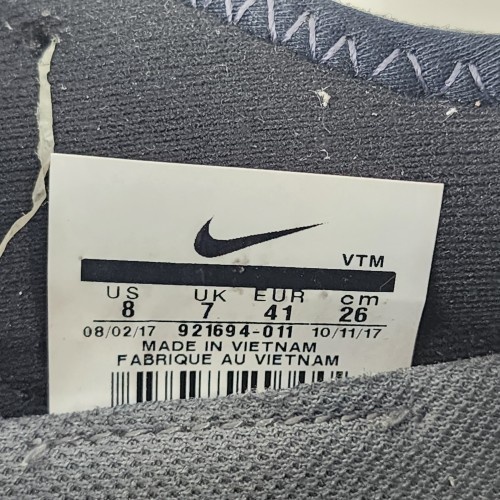 VTM
US UK EUR cm
8 7 41 26
08/02/17 921694-011 10/11/17
MADE IN VIETNAM
FABRIQUE AU VIETNAM